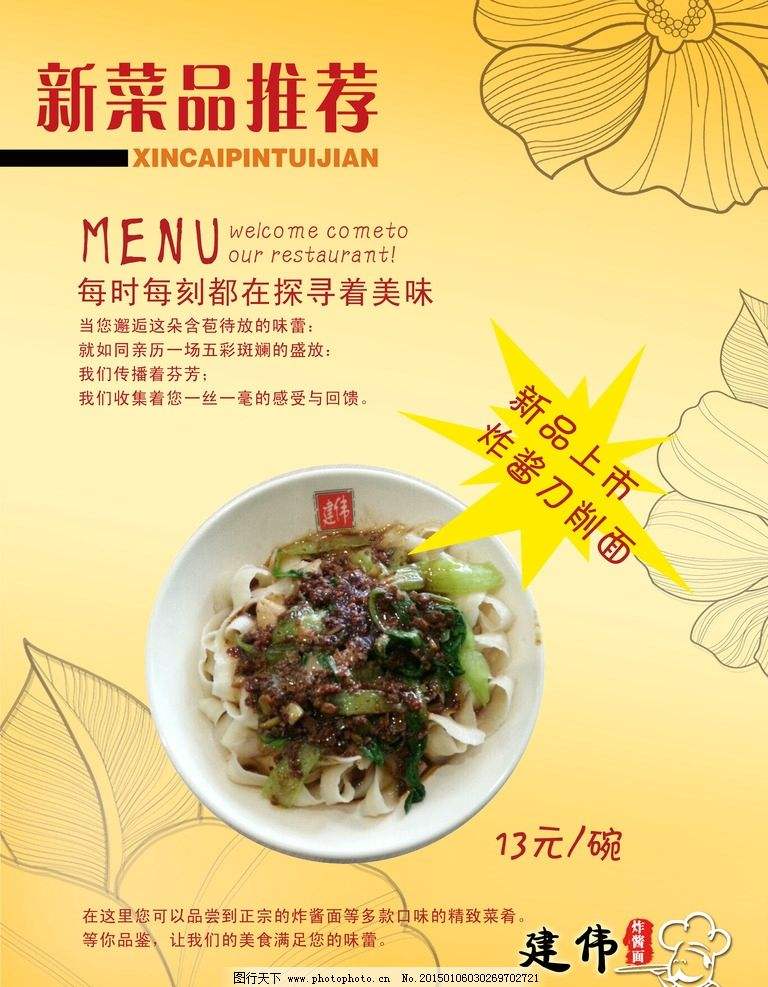 新菜品推荐
XINCAIPINTUIJIAN
MENU
welcome cometo
our restaurant!
每时每刻都在探寻着美味
当您邂逅这朵含苞待放的味蕾：
就如同亲历一场五彩斑斓的盛放：
我们传播着芬芳；
我们收集着您一丝一毫的感受与回馈。
新品上市
炸酱刀削面
建伟
13元/碗
在这里您可以品尝到正宗的炸酱面等多款口味的精致菜肴。
等你品鉴，让我们的美食满足您的味蕾。
建伟
炸酱面
图行天下 www.photophoto.cn No.20150106030269702721